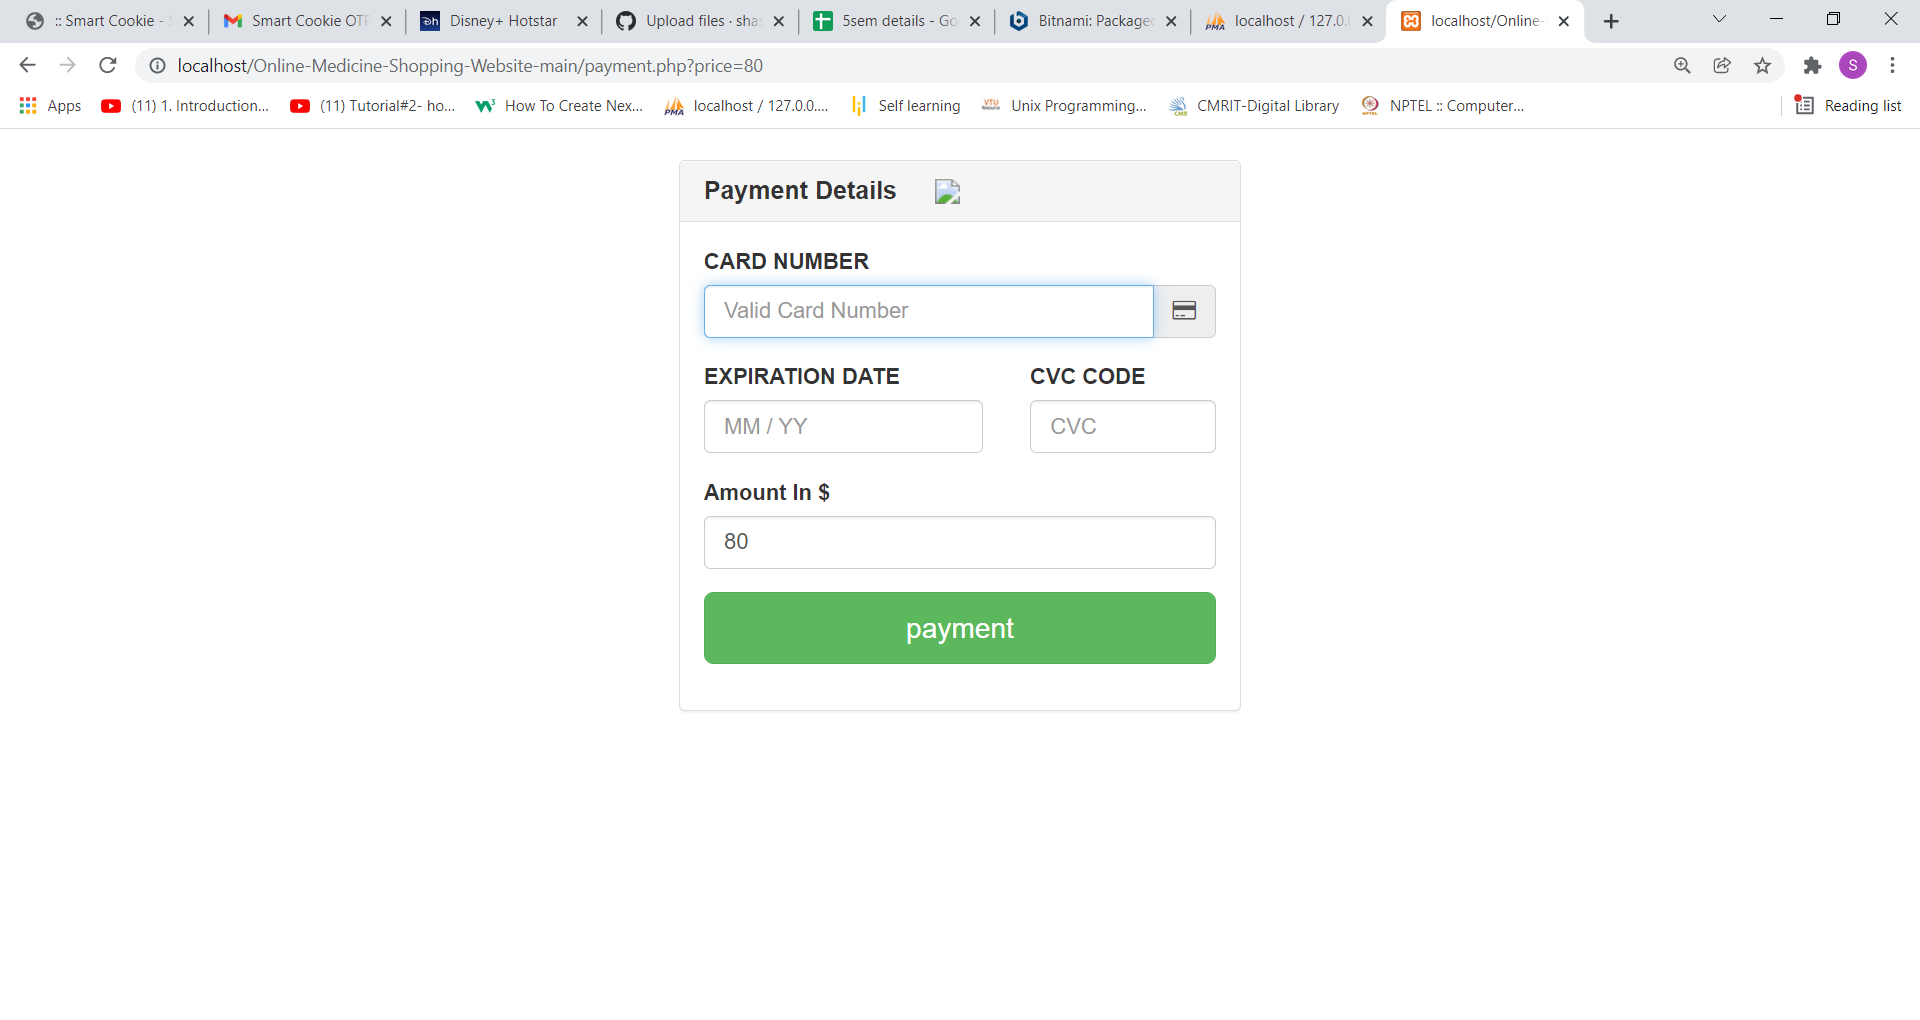 :: Smart Cookie - S
Smart Cookie OTP
Disney+ Hotstar
Upload files · shas
5sem details - Go
Bitnami: Packaged
localhost / 127.0.0
localhost/Online-
localhost/Online-Medicine-Shopping-Website-main/payment.php?price=80
S
Apps
(11) 1. Introduction...
(11) Tutorial#2- ho...
How To Create Nex...
localhost / 127.0.0....
Self learning
Unix Programming...
CMRIT-Digital Library
NPTEL :: Computer...
Reading list
Payment Details
CARD NUMBER
Valid Card Number
EXPIRATION DATE
CVC CODE
MM / YY
CVC
Amount In $
80
payment